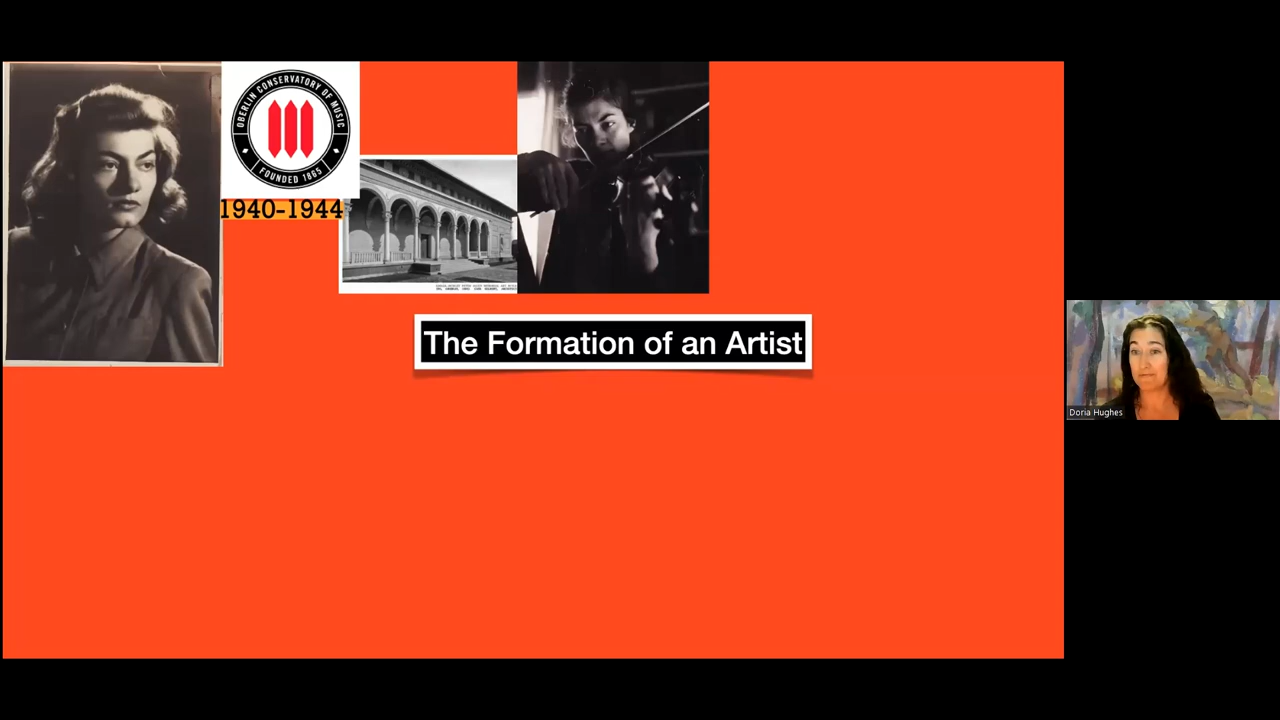 OBERLIN CONSERVATORY OF MUSIC
FOUNDED 1865
1940-1944
The Formation of an Artist
Doria Hughes